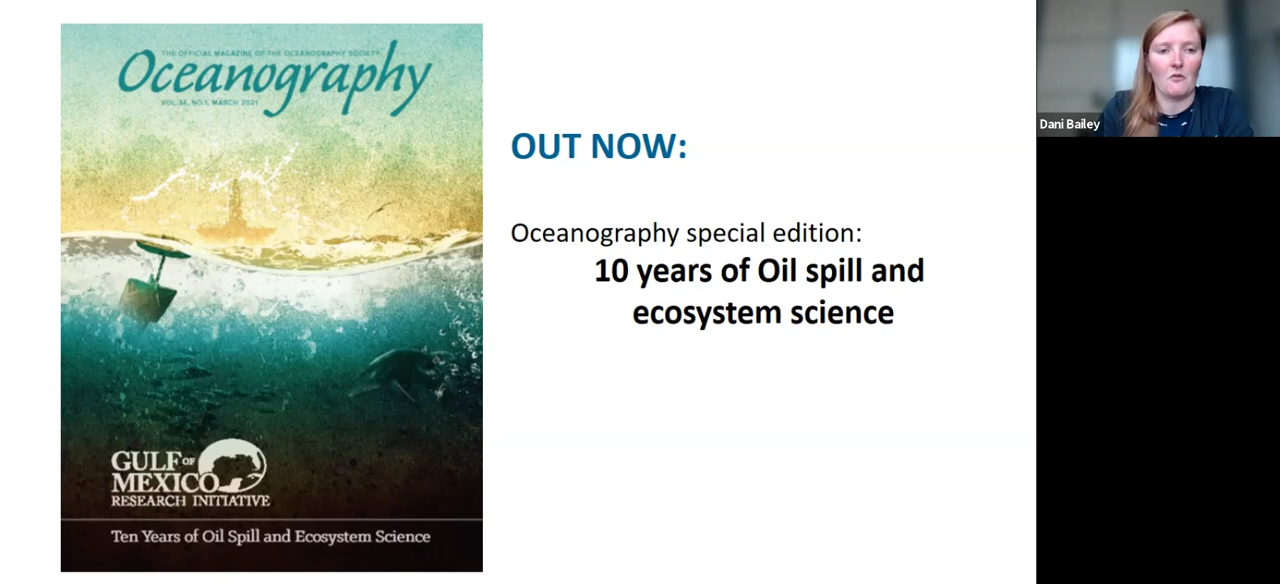 THE OFFICIAL MAGAZINE OF THE OCEANOGRAPHY SOCIETY
Oceanography
VOL.34, NO.1, MARCH 2021
OUT NOW:
Oceanography special edition:
10 years of Oil spill and
ecosystem science
GULF OF
MEXICO
RESEARCH INITIATIVE
Ten Years of Oil Spill and Ecosystem Science
Dani Bailey